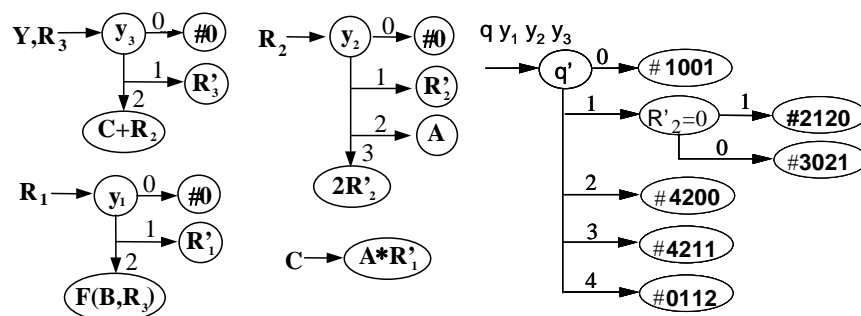 Y,R3 y3 0 #0
1 R'3
2
C+R2
R1 y1 0 #0
1 R'1
2
F(B,R3)
R2 y2 0 #0
1 R'2
2 A
3
2R'2
C A*R'1
q y1 y2 y3
q' 0 #1001
1 R'2=0 1 #2120
0 #3021
2 #4200
3 #4211
4 #0112